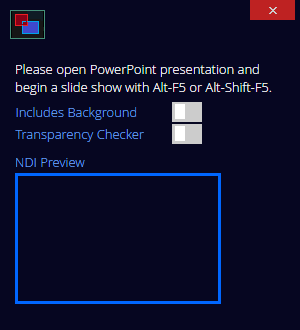 Please open PowerPoint presentation and
begin a slide show with Alt-F5 or Alt-Shift-F5.
Includes Background
Transparency Checker
NDI Preview